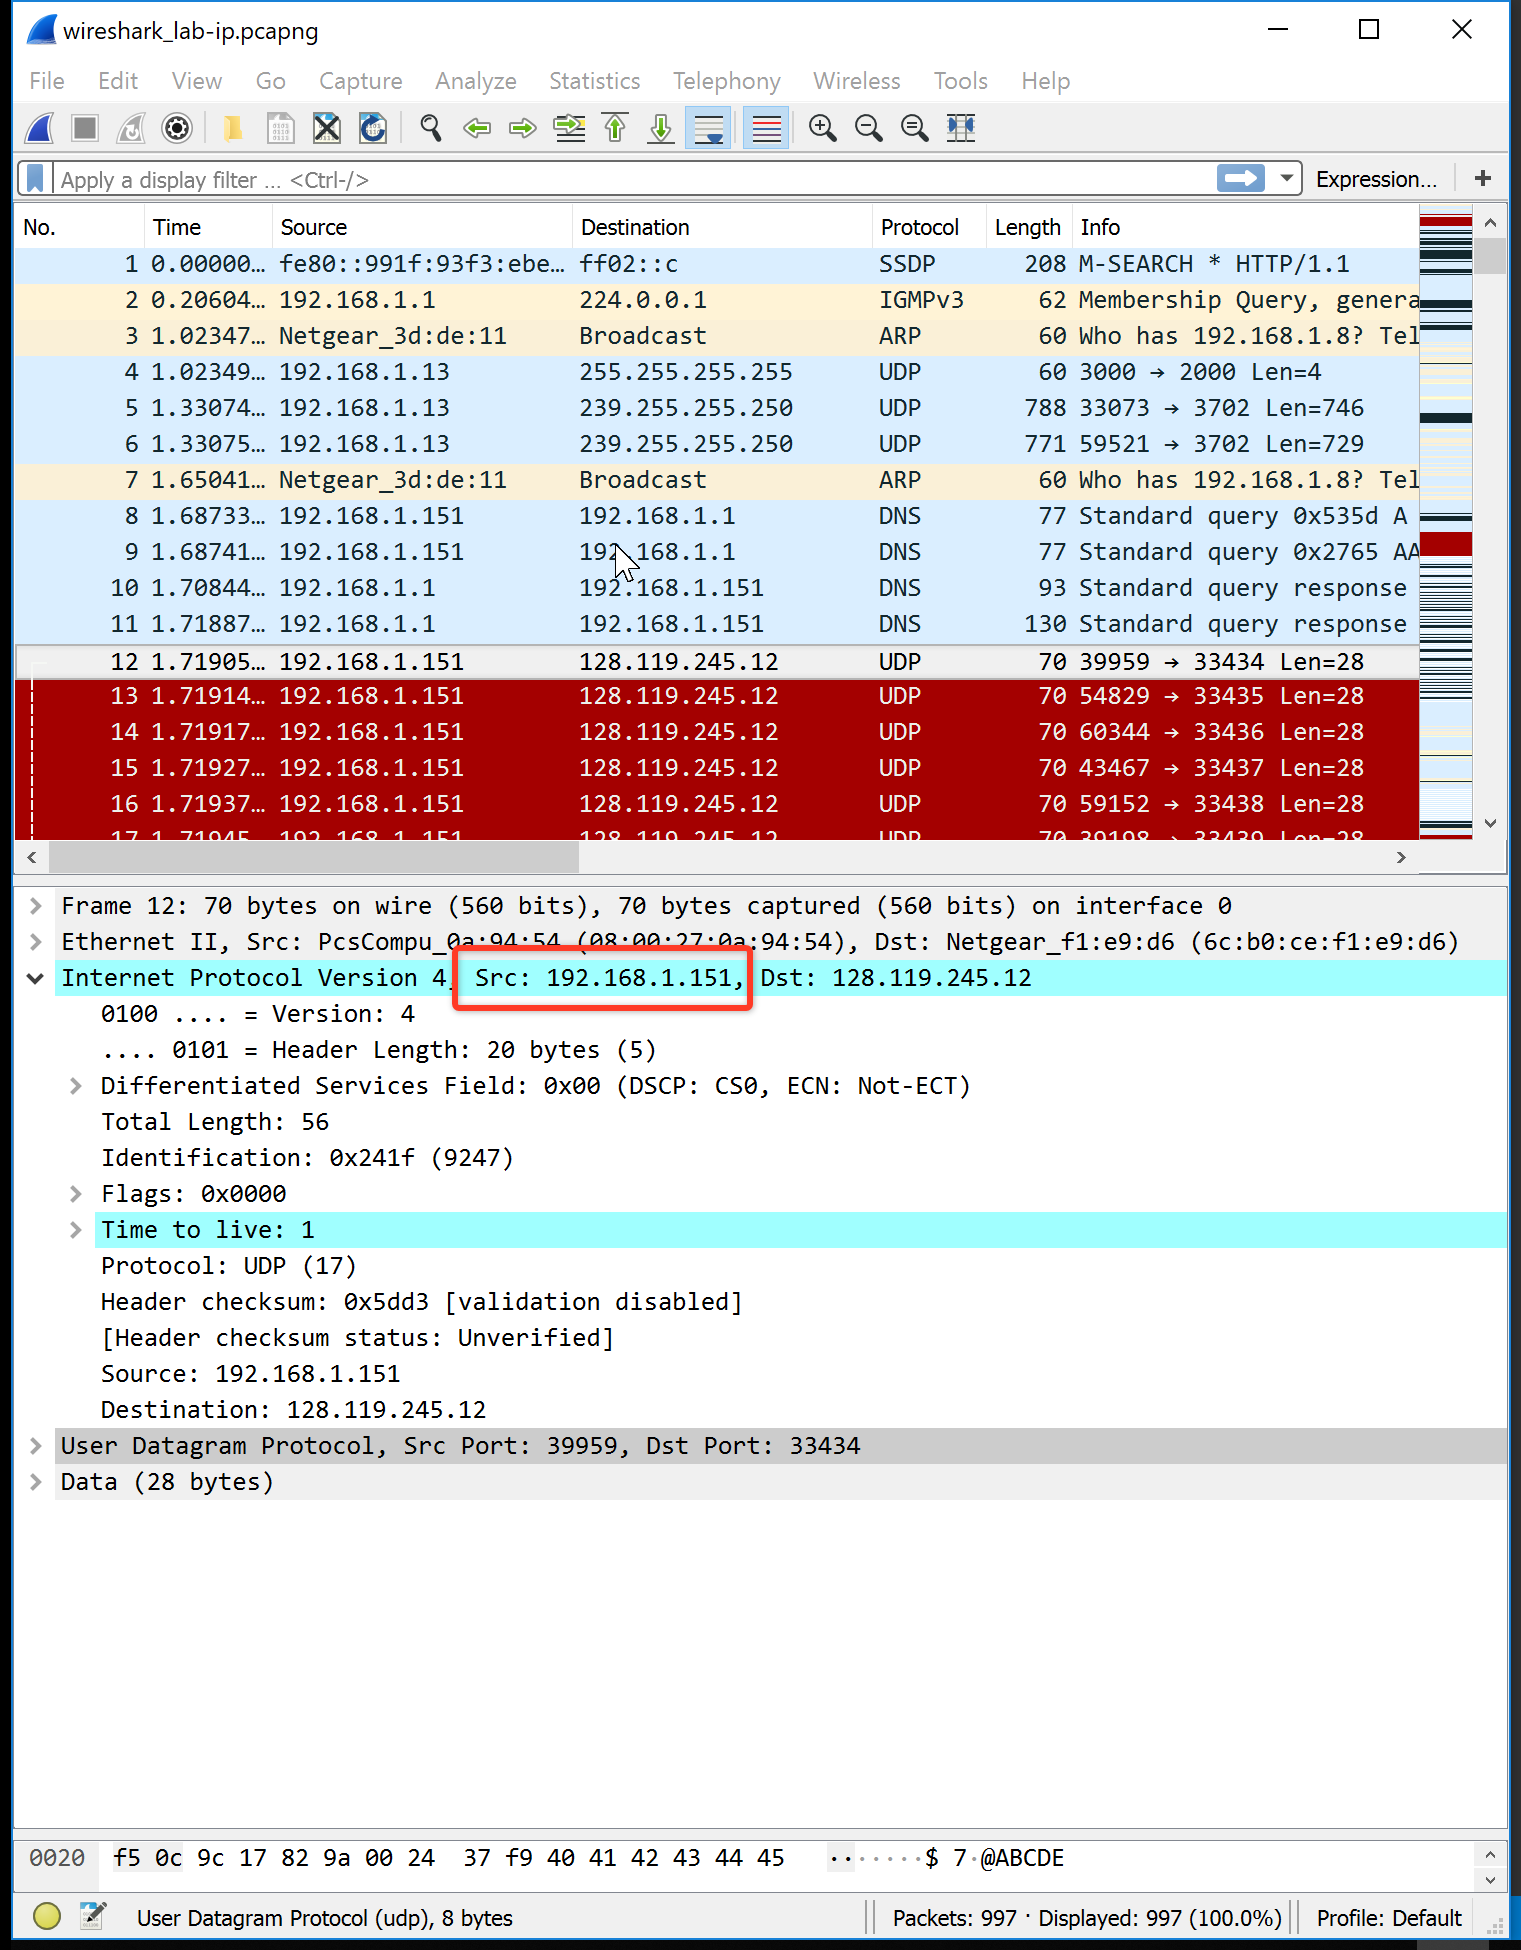 wireshark_lab-ip.pcapng
File Edit View Go Capture Analyze Statistics Telephony Wireless Tools Help
Apply a display filter ... <Ctrl-/> Expression... +
No. Time Source Destination Protocol Length Info
1 0.00000... fe80::991f:93f3:ebe... ff02::c SSDP 208 M-SEARCH * HTTP/1.1
2 0.20604... 192.168.1.1 224.0.0.1 IGMPv3 62 Membership Query, genera
3 1.02347... Netgear_3d:de:11 Broadcast ARP 60 Who has 192.168.1.8? Tel
4 1.02349... 192.168.1.13 255.255.255.255 UDP 60 3000 → 2000 Len=4
5 1.33074... 192.168.1.13 239.255.255.250 UDP 788 33073 → 3702 Len=746
6 1.33075... 192.168.1.13 239.255.255.250 UDP 771 59521 → 3702 Len=729
7 1.65041... Netgear_3d:de:11 Broadcast ARP 60 Who has 192.168.1.8? Tel
8 1.68733... 192.168.1.151 192.168.1.1 DNS 77 Standard query 0x535d A
9 1.68741... 192.168.1.151 192.168.1.1 DNS 77 Standard query 0x2765 AA
10 1.70844... 192.168.1.1 192.168.1.151 DNS 93 Standard query response
11 1.71887... 192.168.1.1 192.168.1.151 DNS 130 Standard query response
12 1.71905... 192.168.1.151 128.119.245.12 UDP 70 39959 → 33434 Len=28
13 1.71914... 192.168.1.151 128.119.245.12 UDP 70 54829 → 33435 Len=28
14 1.71917... 192.168.1.151 128.119.245.12 UDP 70 60344 → 33436 Len=28
15 1.71927... 192.168.1.151 128.119.245.12 UDP 70 43467 → 33437 Len=28
16 1.71937... 192.168.1.151 128.119.245.12 UDP 70 59152 → 33438 Len=28
17 1.71945... 192.168.1.151 128.119.245.12 UDP 70 39198 → 33439 Len=28
Frame 12: 70 bytes on wire (560 bits), 70 bytes captured (560 bits) on interface 0
Ethernet II, Src: PcsCompu_0a:94:54 (08:00:27:0a:94:54), Dst: Netgear_f1:e9:d6 (6c:b0:ce:f1:e9:d6)
Internet Protocol Version 4, Src: 192.168.1.151, Dst: 128.119.245.12
0100 .... = Version: 4
.... 0101 = Header Length: 20 bytes (5)
Differentiated Services Field: 0x00 (DSCP: CS0, ECN: Not-ECT)
Total Length: 56
Identification: 0x241f (9247)
Flags: 0x0000
Time to live: 1
Protocol: UDP (17)
Header checksum: 0x5dd3 [validation disabled]
[Header checksum status: Unverified]
Source: 192.168.1.151
Destination: 128.119.245.12
User Datagram Protocol, Src Port: 39959, Dst Port: 33434
Data (28 bytes)
0020 f5 0c 9c 17 82 9a 00 24 37 f9 40 41 42 43 44 45 ·······$ 7·@ABCDE
User Datagram Protocol (udp), 8 bytes Packets: 997 · Displayed: 997 (100.0%) Profile: Default